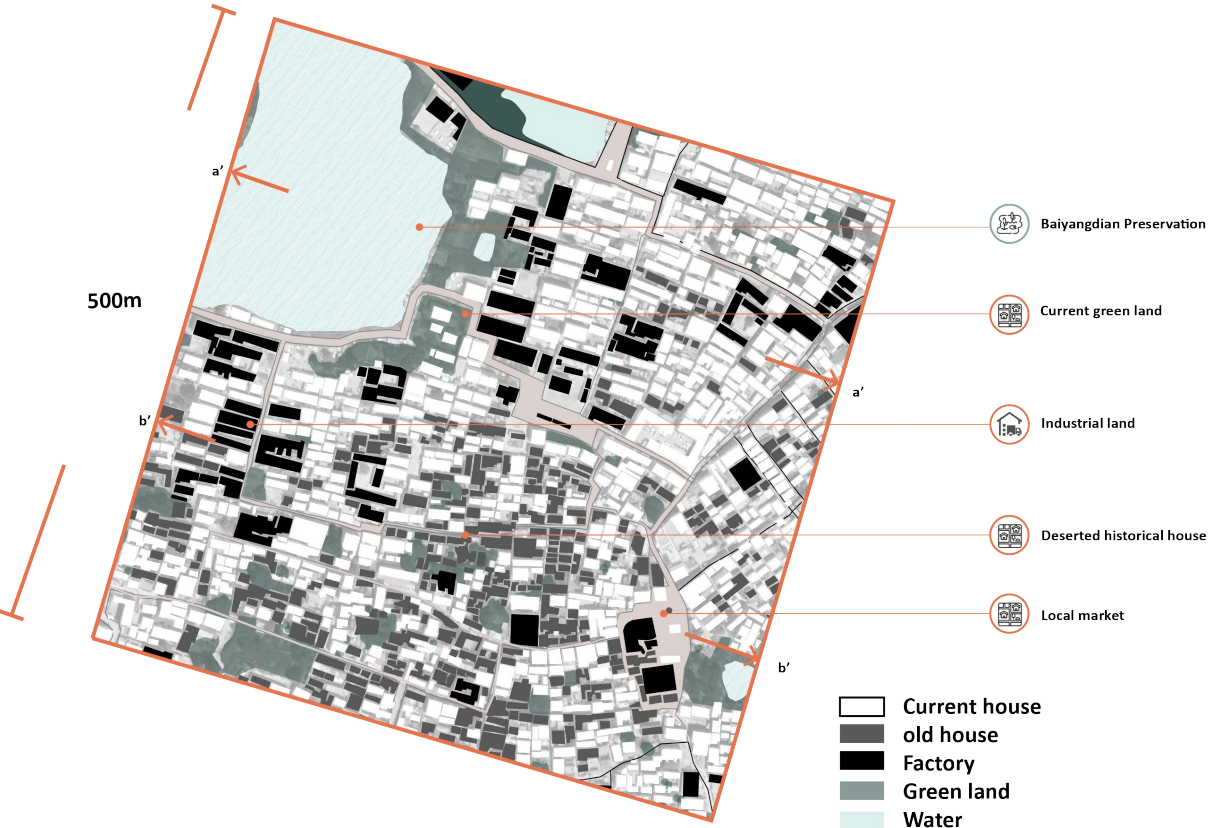 a’
Baiyangdian Preservation
500m
Current green land
a’
b’
Industrial land
Deserted historical house
Local market
b’
Current house
old house
Factory
Green land
Water